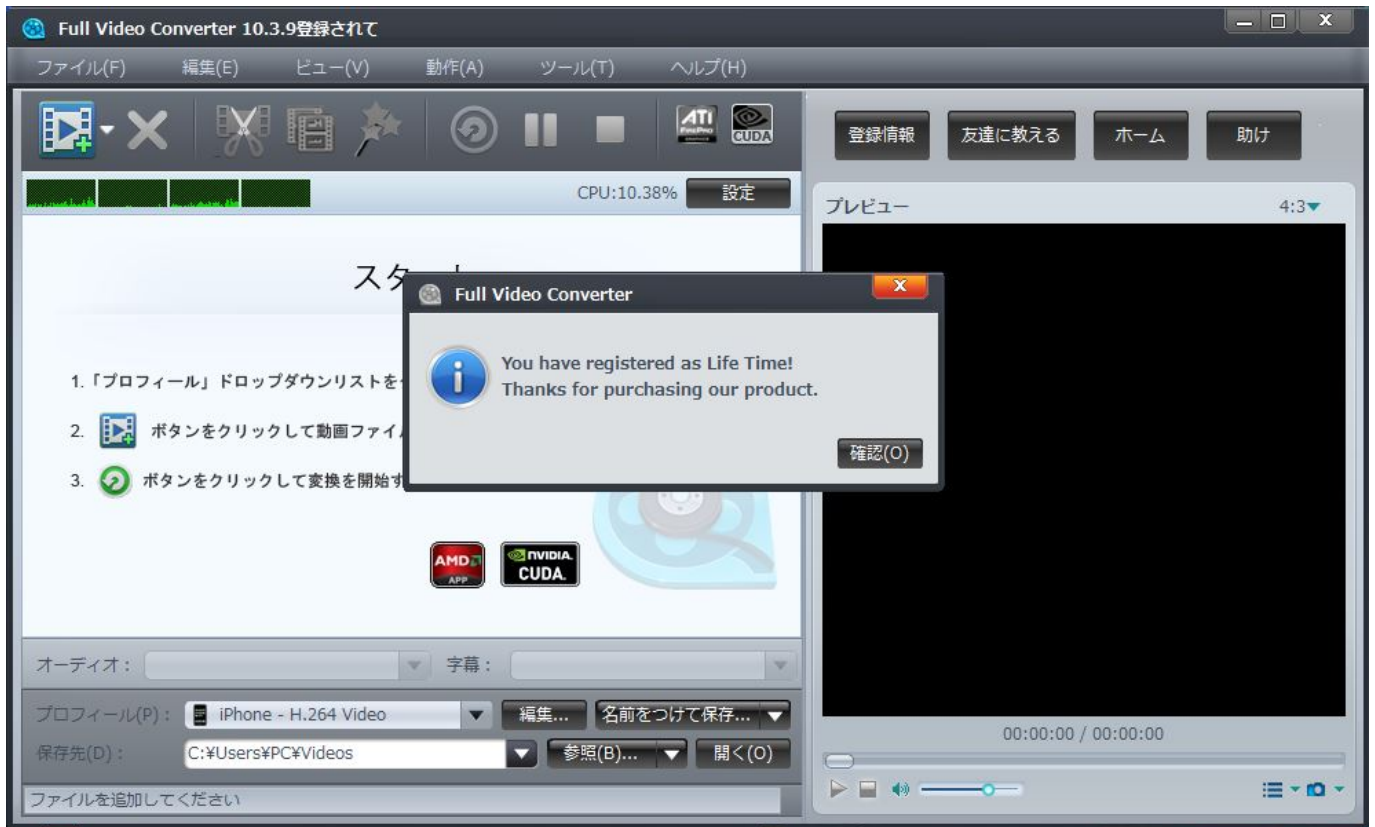 Full Video Converter 10.3.9登録されて
ファイル(F) 編集(E) ビュー(V) 動作(A) ツール(T) ヘルプ(H)
ATI CUDA
登録情報 友達に教える ホーム 助け
CPU:10.38% 設定
プレビュー 4:3
Full Video Converter
You have registered as Life Time!
Thanks for purchasing our product.
確認(O)
1.「プロフィール」ドロップダウンリストを
2. ボタンをクリックして動画ファイ
3. ボタンをクリックして変換を開始す
AMD APP NVIDIA. CUDA.
オーディオ: 字幕:
プロフィール(P): iPhone - H.264 Video 編集... 名前をつけて保存...
保存先(D): C:¥Users¥PC¥Videos 参照(B)... 開く(O)
ファイルを追加してください
00:00:00 / 00:00:00